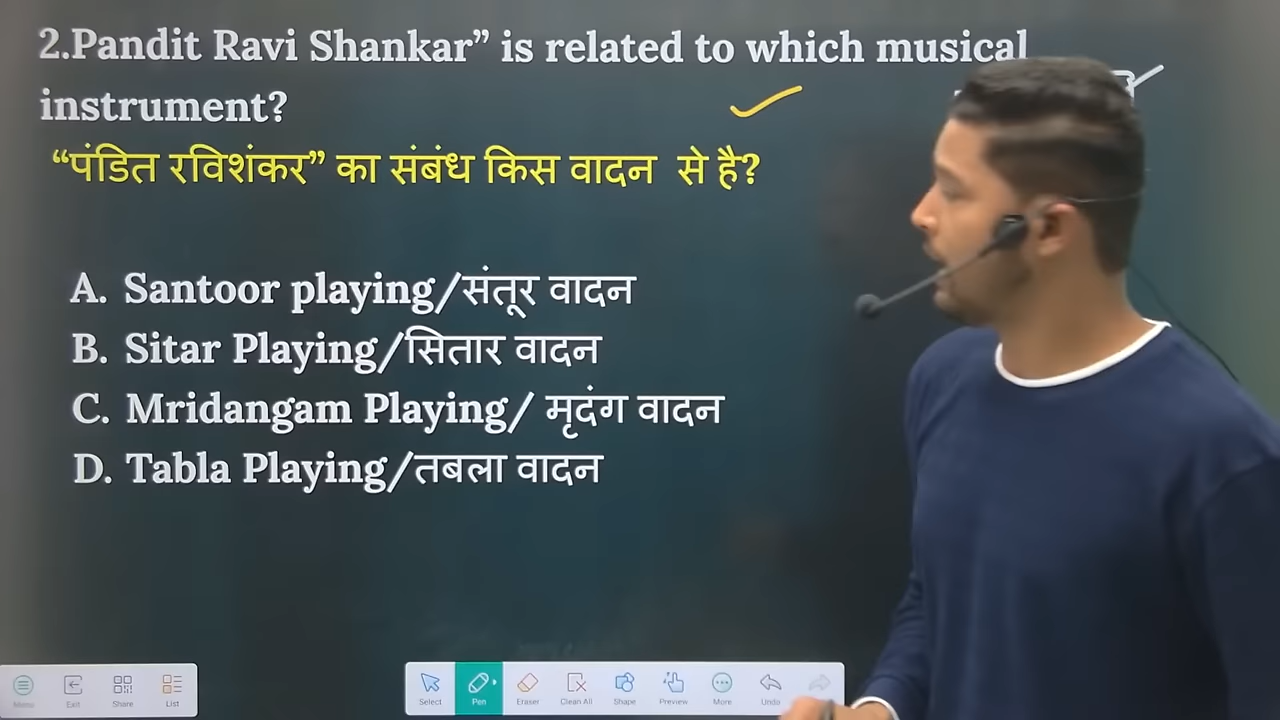 2.Pandit Ravi Shankar” is related to which musical
instrument?
“पंडित रविशंकर” का संबंध किस वादन से है?
A. Santoor playing/संतूर वादन
B. Sitar Playing/सितार वादन
C. Mridangam Playing/ मृदंग वादन
D. Tabla Playing/तबला वादन
Menu Exit Share List Select Pen Eraser Clean All Shape Preview More Undo